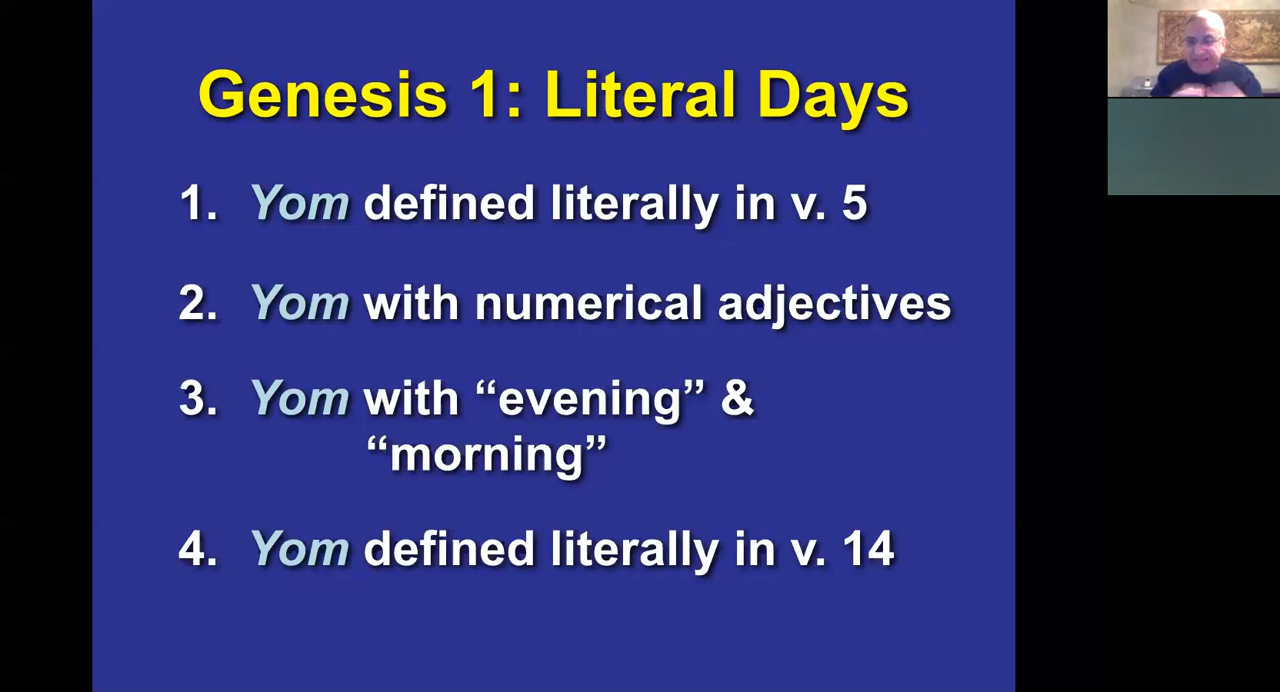 Genesis 1: Literal Days
1. Yom defined literally in v. 5
2. Yom with numerical adjectives
3. Yom with “evening” &
“morning”
4. Yom defined literally in v. 14